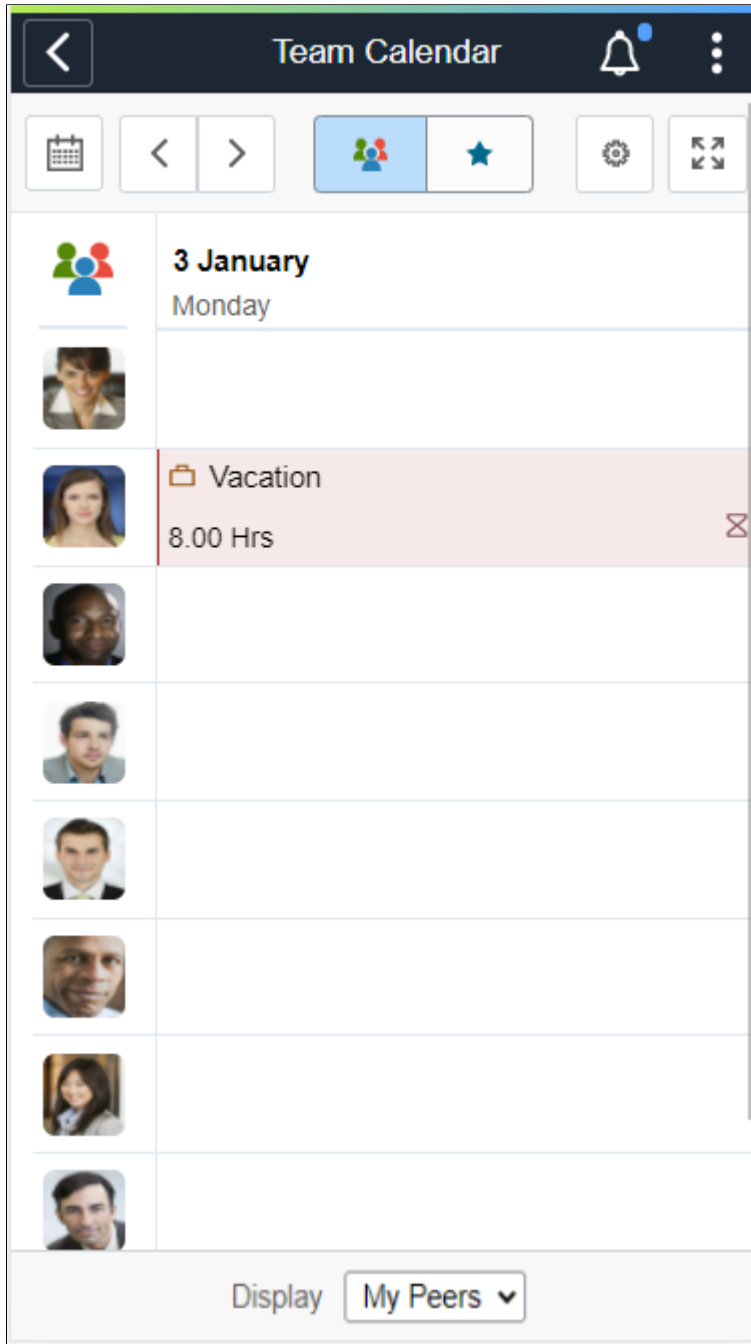 Team Calendar
3 January
Monday
Vacation
8.00 Hrs
Display My Peers